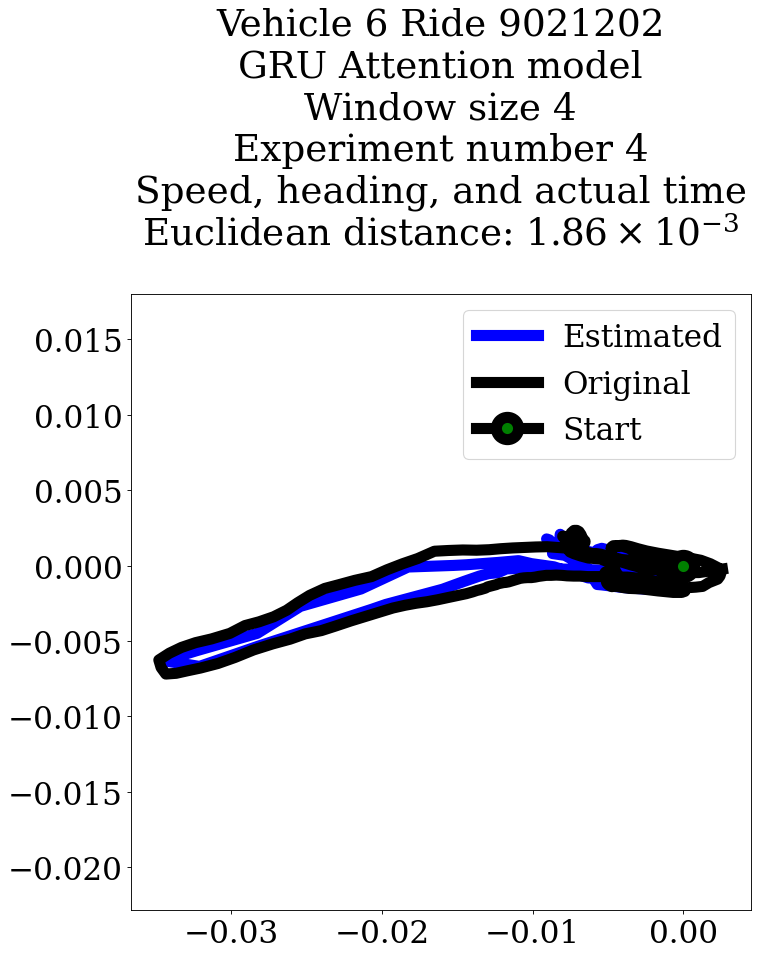 Vehicle 6 Ride 9021202
GRU Attention model
Window size 4
Experiment number 4
Speed, heading, and actual time
Euclidean distance: 1.86 × 10⁻³
Estimated
Original
Start
0.015
0.010
0.005
0.000
−0.005
−0.010
−0.015
−0.020
−0.03
−0.02
−0.01
0.00